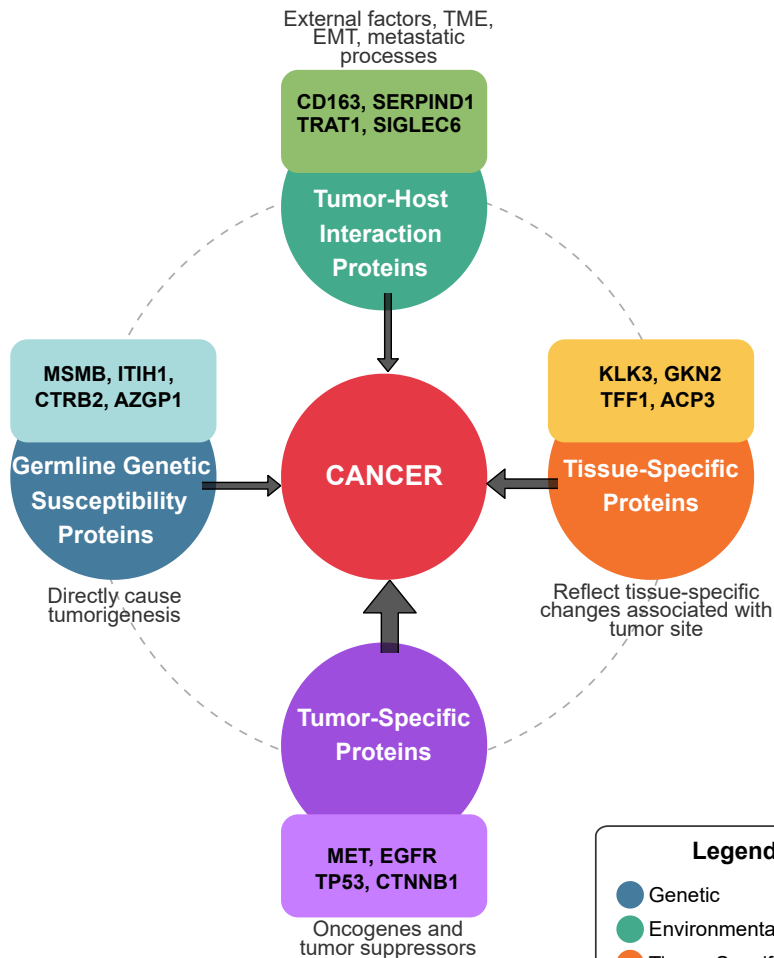 External factors, TME,
EMT, metastatic
processes
CD163, SERPIND1
TRAT1, SIGLEC6
Tumor-Host
Interaction
Proteins
MSMB, ITIH1,
CTRB2, AZGP1
Germline Genetic
Susceptibility
Proteins
Directly cause
tumorigenesis
CANCER
KLK3, GKN2
TFF1, ACP3
Tissue-Specific
Proteins
Reflect tissue-specific
changes associated with
tumor site
Tumor-Specific
Proteins
MET, EGFR
TP53, CTNNB1
Oncogenes and
tumor suppressors
Legend
Genetic
Environmenta